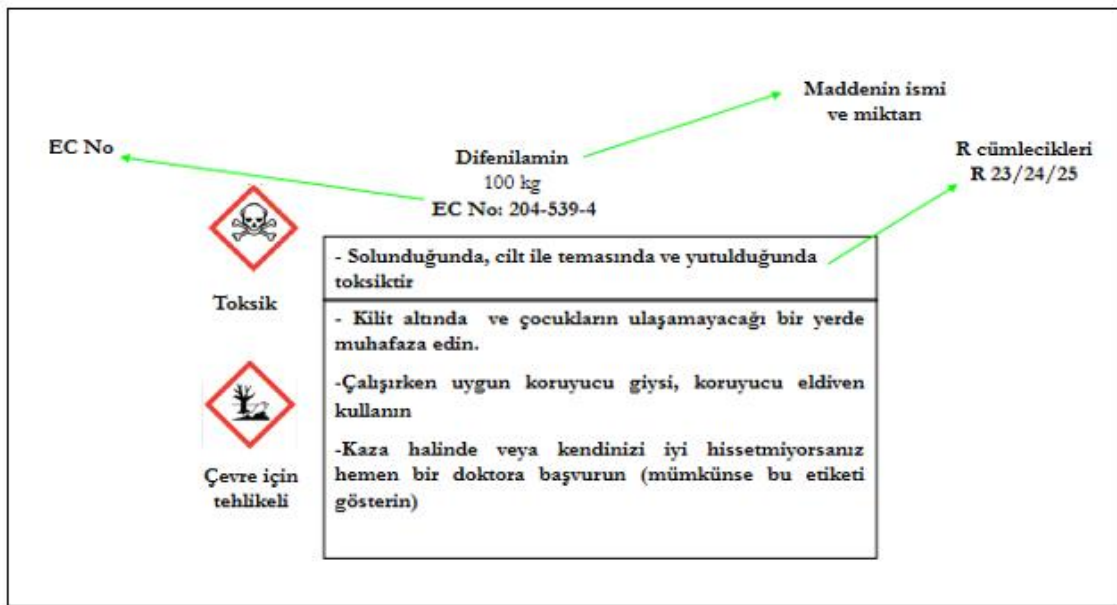 Maddenin ismi
ve miktarı
EC No
R cümlecikleri
R 23/24/25
Difenilamin
100 kg
EC No: 204-539-4
Toksik
- Solunduğunda, cilt ile temasında ve yutulduğunda
toksiktir
- Kilit altında ve çocukların ulaşamayacağı bir yerde
muhafaza edin.
-Çalışırken uygun koruyucu giysi, koruyucu eldiven
kullanın
-Kaza halinde veya kendinizi iyi hissetmiyorsanız
hemen bir doktora başvurun (mümkünse bu etiketi
gösterin)
Çevre için
tehlikeli